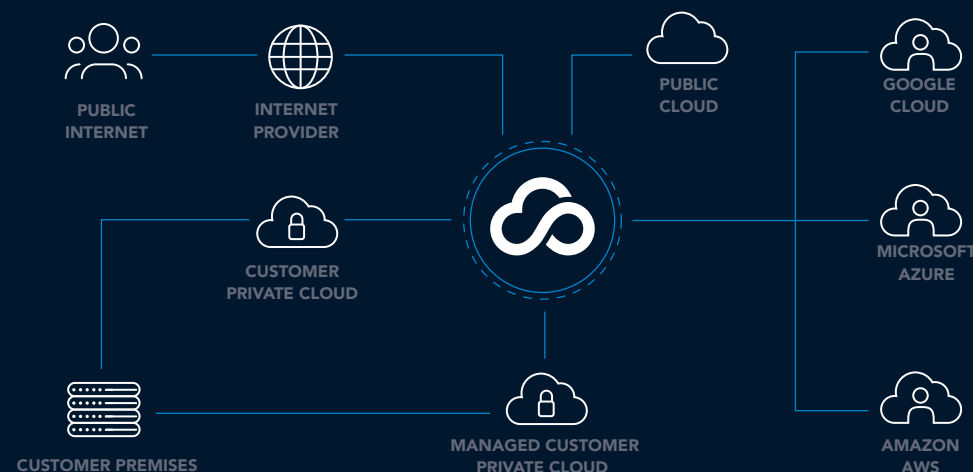 PUBLIC
INTERNET
INTERNET
PROVIDER
PUBLIC
CLOUD
GOOGLE
CLOUD
CUSTOMER
PRIVATE CLOUD
MICROSOFT
AZURE
CUSTOMER PREMISES
MANAGED CUSTOMER
PRIVATE CLOUD
AMAZON
AWS